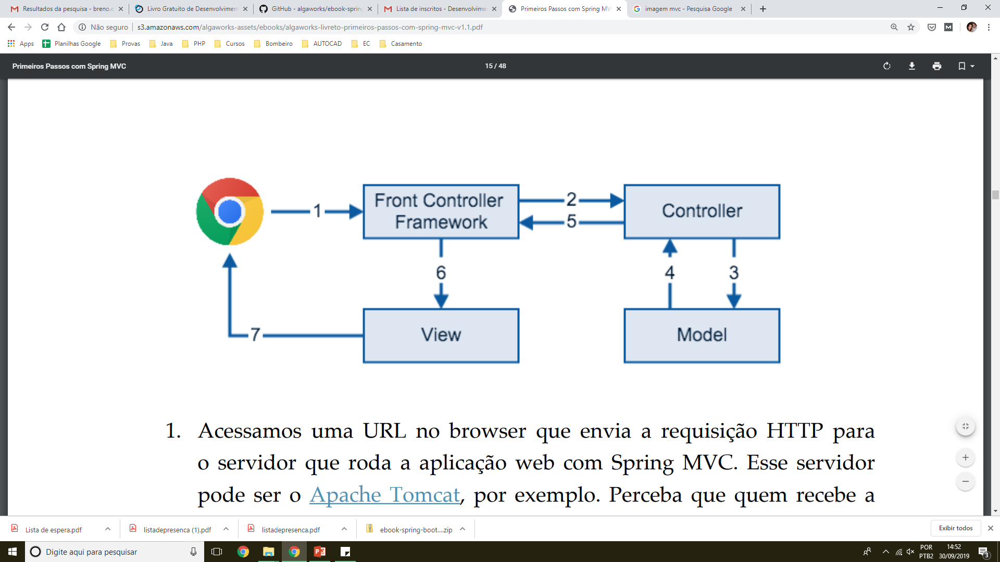 Resultados da pesquisa - breno.e
Livro Gratuito de Desenvolviment
GitHub - algaworks/ebook-spring
Lista de inscritos - Desenvolvime
Primeiros Passos com Spring MV
imagem mvc - Pesquisa Google
Não seguro
s3.amazonaws.com/algaworks-assets/ebooks/algaworks-livreto-primeiros-passos-com-spring-mvc-v1.1.pdf
Apps
Planilhas Google
Provas
Java
PHP
Cursos
Bombeiro
AUTOCAD
EC
Casamento
Primeiros Passos com Spring MVC
15 / 48
1
Front Controller
Framework
2
5
Controller
6
4
3
7
View
Model
1. Acessamos uma URL no browser que envia a requisição HTTP para
o servidor que roda a aplicação web com Spring MVC. Esse servidor
pode ser o Apache Tomcat, por exemplo. Perceba que quem recebe a
Lista de espera.pdf
listadepresenca (1).pdf
listadepresenca.pdf
ebook-spring-boot....zip
Exibir todos
Digite aqui para pesquisar
POR
PTB2
14:52
30/09/2019
3